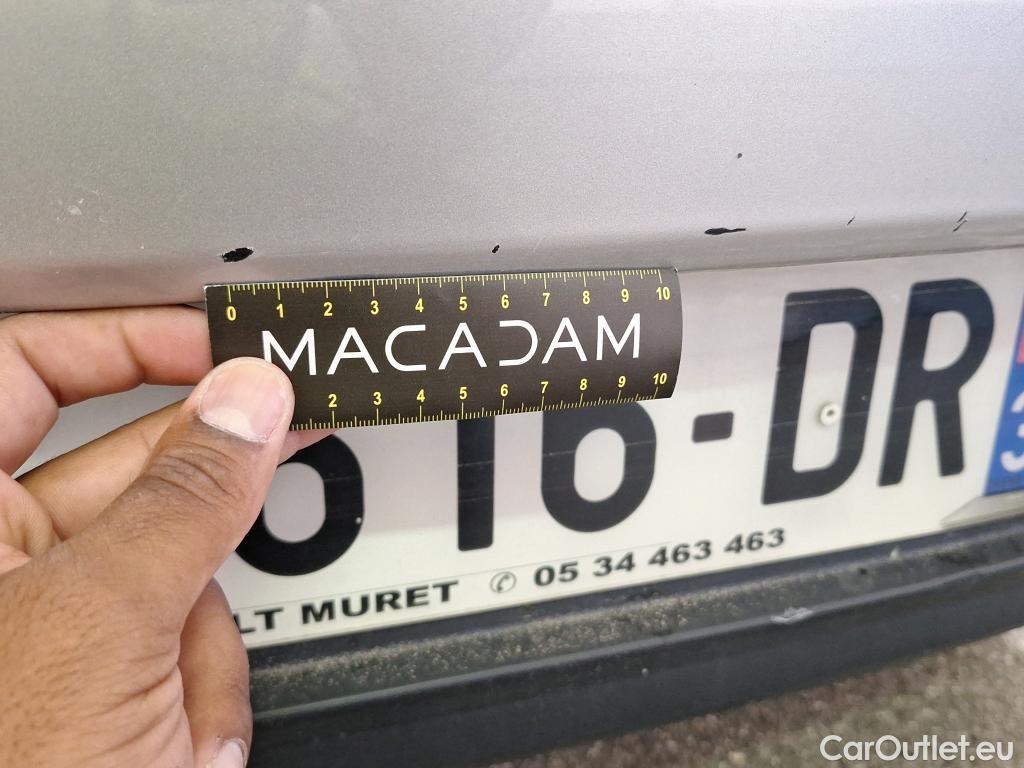 0 1 2 3 4 5 6 7 8 9 10
MACADAM
2 3 4 5 6 7 8 9 10
616-DR
LT MURET ✆ 05 34 463 463
CarOutlet.eu